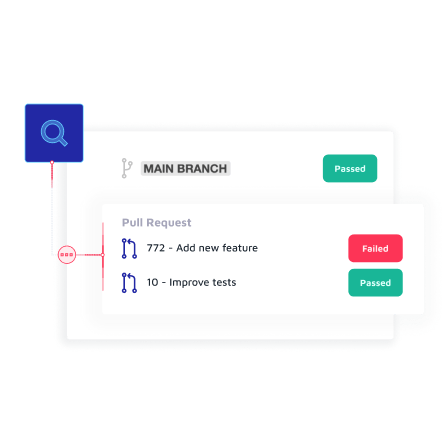 MAIN BRANCH Passed
Pull Request
772 - Add new feature Failed
10 - Improve tests Passed